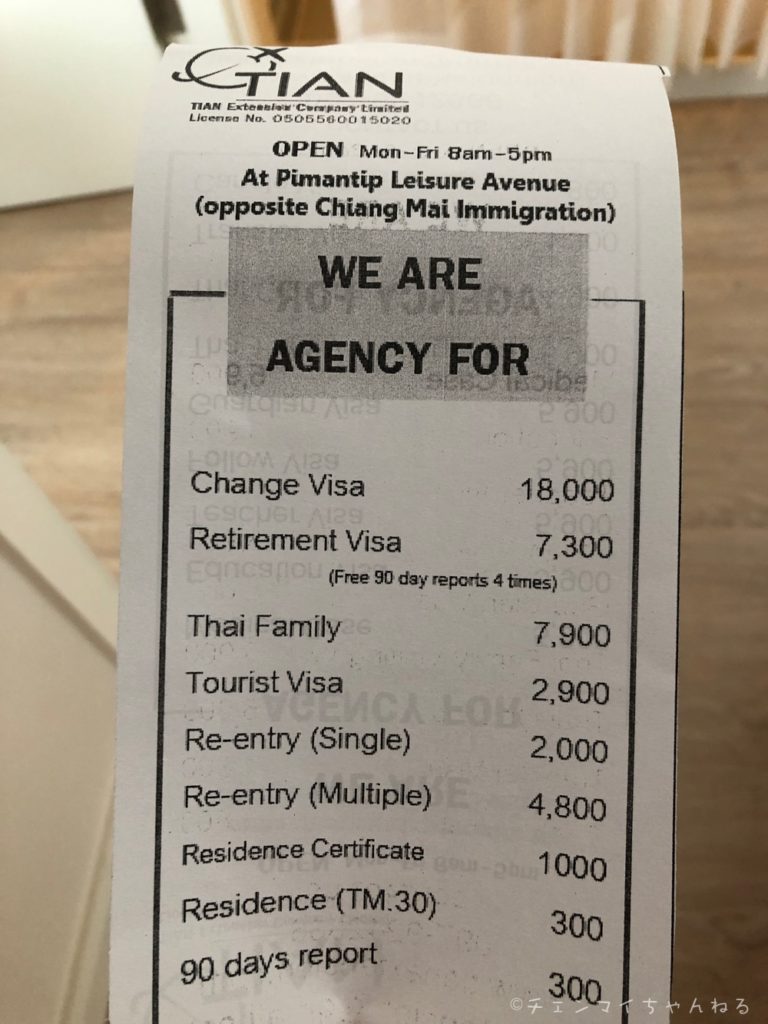 TIAN
TIAN Extension Company Limited
License No. 0505560015020
OPEN Mon-Fri 8am-5pm
At Pimantip Leisure Avenue
(opposite Chiang Mai Immigration)
WE ARE
AGENCY FOR
Change Visa 18,000
Retirement Visa 7,300
(Free 90 day reports 4 times)
Thai Family 7,900
Tourist Visa 2,900
Re-entry (Single) 2,000
Re-entry (Multiple) 4,800
Residence Certificate 1000
Residence (TM.30) 300
90 days report 300
©チェンマイちゃんねる